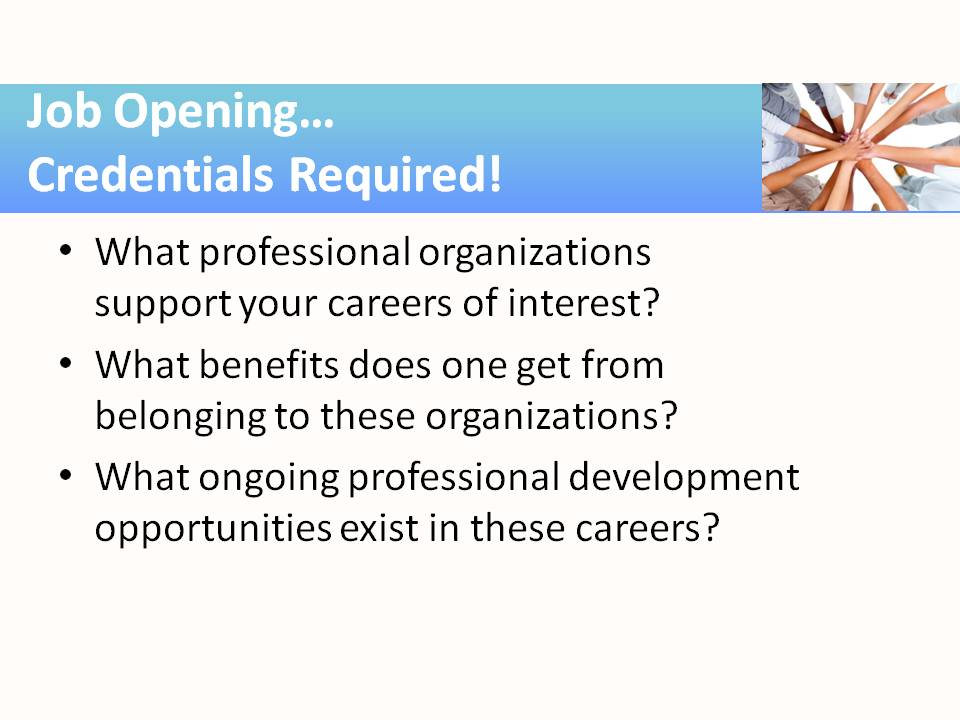 Job Opening...
Credentials Required!
• What professional organizations
support your careers of interest?
• What benefits does one get from
belonging to these organizations?
• What ongoing professional development
opportunities exist in these careers?